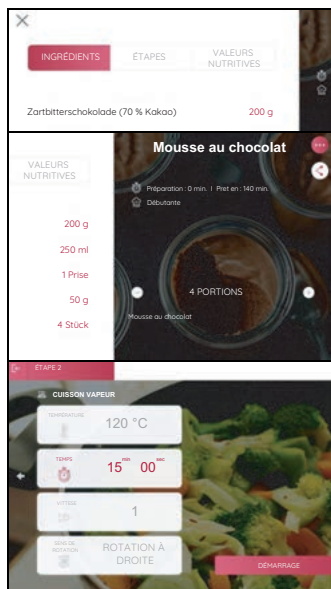 INGRÉDIENTS
ÉTAPES
VALEURS
NUTRITIVES
Zartbitterschokolade (70 % Kakao) 200 g
VALEURS
NUTRITIVES
200 g
250 ml
1 Prise
50 g
4 Stück
Mousse au chocolat
Préparation : 0 min. | Pret en : 140 min.
Débutante
4 PORTIONS
Mousse au chocolat
ÉTAPE 2
CUISSON VAPEUR
TEMPÉRATURE
120 °C
TEMPS
15 min 00 sec
VITESSE
1
SENS DE
ROTATION
ROTATION À
DROITE
DÉMARRAGE